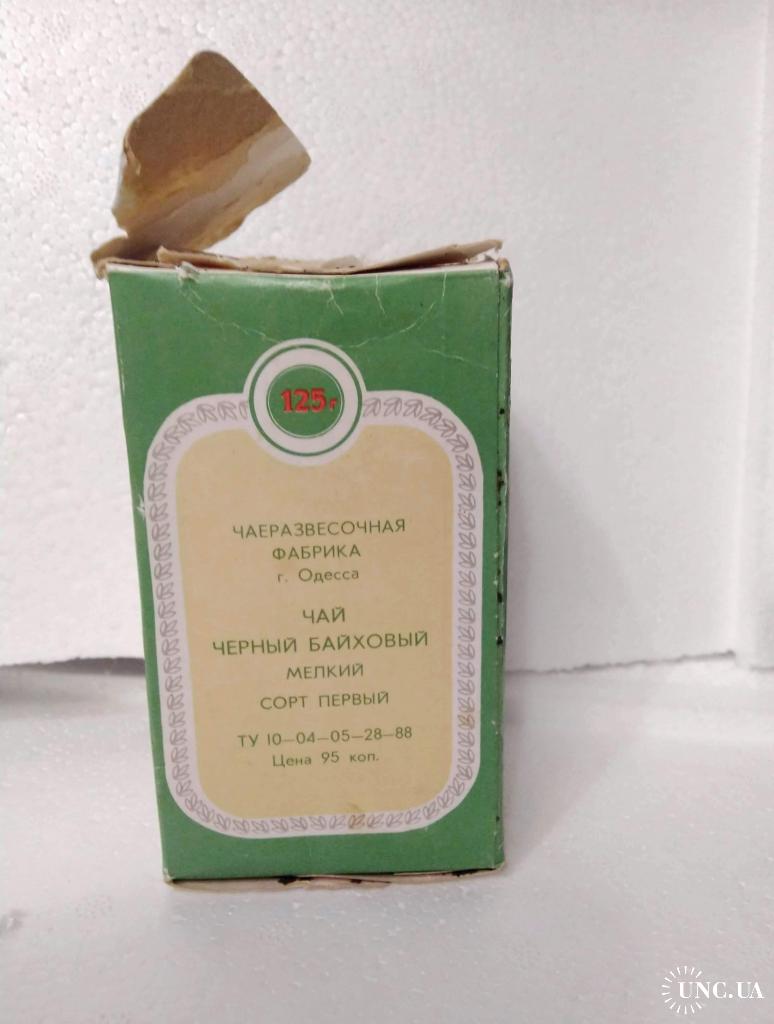 125г
ЧАЕРАЗВЕСОЧНАЯ
ФАБРИКА
г. Одесса
ЧАЙ
ЧЕРНЫЙ БАЙХОВЫЙ
МЕЛКИЙ
СОРТ ПЕРВЫЙ
ТУ 10—04—05—28—88
Цена 95 коп.
UNC.UA